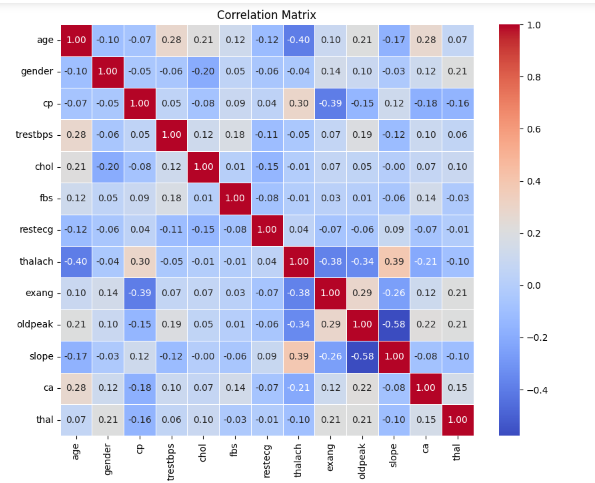 Correlation Matrix
age 1.00 -0.10 -0.07 0.28 0.21 0.12 -0.12 -0.40 0.10 0.21 -0.17 0.28 0.07
gender -0.10 1.00 -0.05 -0.06 -0.20 0.05 -0.06 -0.04 0.14 0.10 -0.03 0.12 0.21
cp -0.07 -0.05 1.00 0.05 -0.08 0.09 0.04 0.30 -0.39 -0.15 0.12 -0.18 -0.16
trestbps 0.28 -0.06 0.05 1.00 0.12 0.18 -0.11 -0.05 0.07 0.19 -0.12 0.10 0.06
chol 0.21 -0.20 -0.08 0.12 1.00 0.01 -0.15 -0.01 0.07 0.05 -0.00 0.07 0.10
fbs 0.12 0.05 0.09 0.18 0.01 1.00 -0.08 -0.01 0.03 0.01 -0.06 0.14 -0.03
restecg -0.12 -0.06 0.04 -0.11 -0.15 -0.08 1.00 0.04 -0.07 -0.06 0.09 -0.07 -0.01
thalach -0.40 -0.04 0.30 -0.05 -0.01 -0.01 0.04 1.00 -0.38 -0.34 0.39 -0.21 -0.10
exang 0.10 0.14 -0.39 0.07 0.07 0.03 -0.07 -0.38 1.00 0.29 -0.26 0.12 0.21
oldpeak 0.21 0.10 -0.15 0.19 0.05 0.01 -0.06 -0.34 0.29 1.00 -0.58 0.22 0.21
slope -0.17 -0.03 0.12 -0.12 -0.00 -0.06 0.09 0.39 -0.26 -0.58 1.00 -0.08 -0.10
ca 0.28 0.12 -0.18 0.10 0.07 0.14 -0.07 -0.21 0.12 0.22 -0.08 1.00 0.15
thal 0.07 0.21 -0.16 0.06 0.10 -0.03 -0.01 -0.10 0.21 0.21 -0.10 0.15 1.00
age gender cp trestbps chol fbs restecg thalach exang oldpeak slope ca thal
1.0
0.8
0.6
0.4
0.2
0.0
−0.2
−0.4